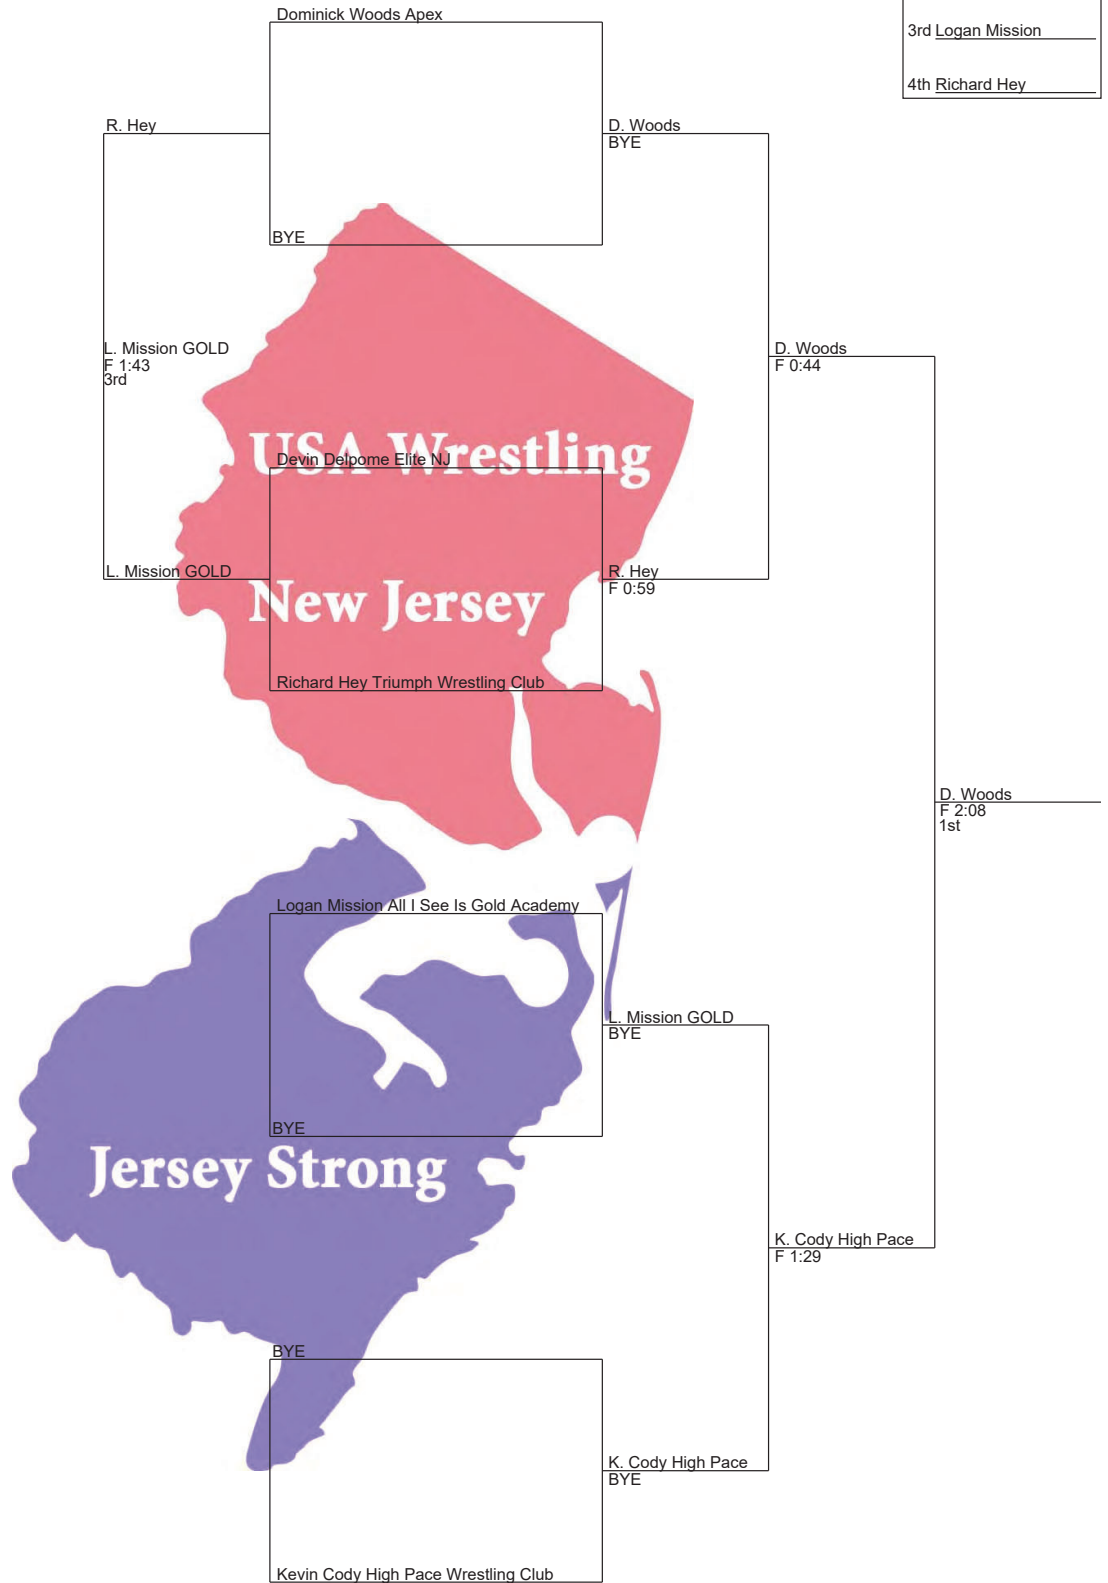 Dominick Woods Apex
3rd Logan Mission
4th Richard Hey
R. Hey
D. Woods
BYE
BYE
L. Mission GOLD
F 1:43
3rd
D. Woods
F 0:44
USA Wrestling
Devin Delpome Elite NJ
L. Mission GOLD
R. Hey
F 0:59
New Jersey
Richard Hey Triumph Wrestling Club
D. Woods
F 2:08
1st
Logan Mission All I See Is Gold Academy
L. Mission GOLD
BYE
BYE
Jersey Strong
K. Cody High Pace
F 1:29
BYE
K. Cody High Pace
BYE
Kevin Cody High Pace Wrestling Club